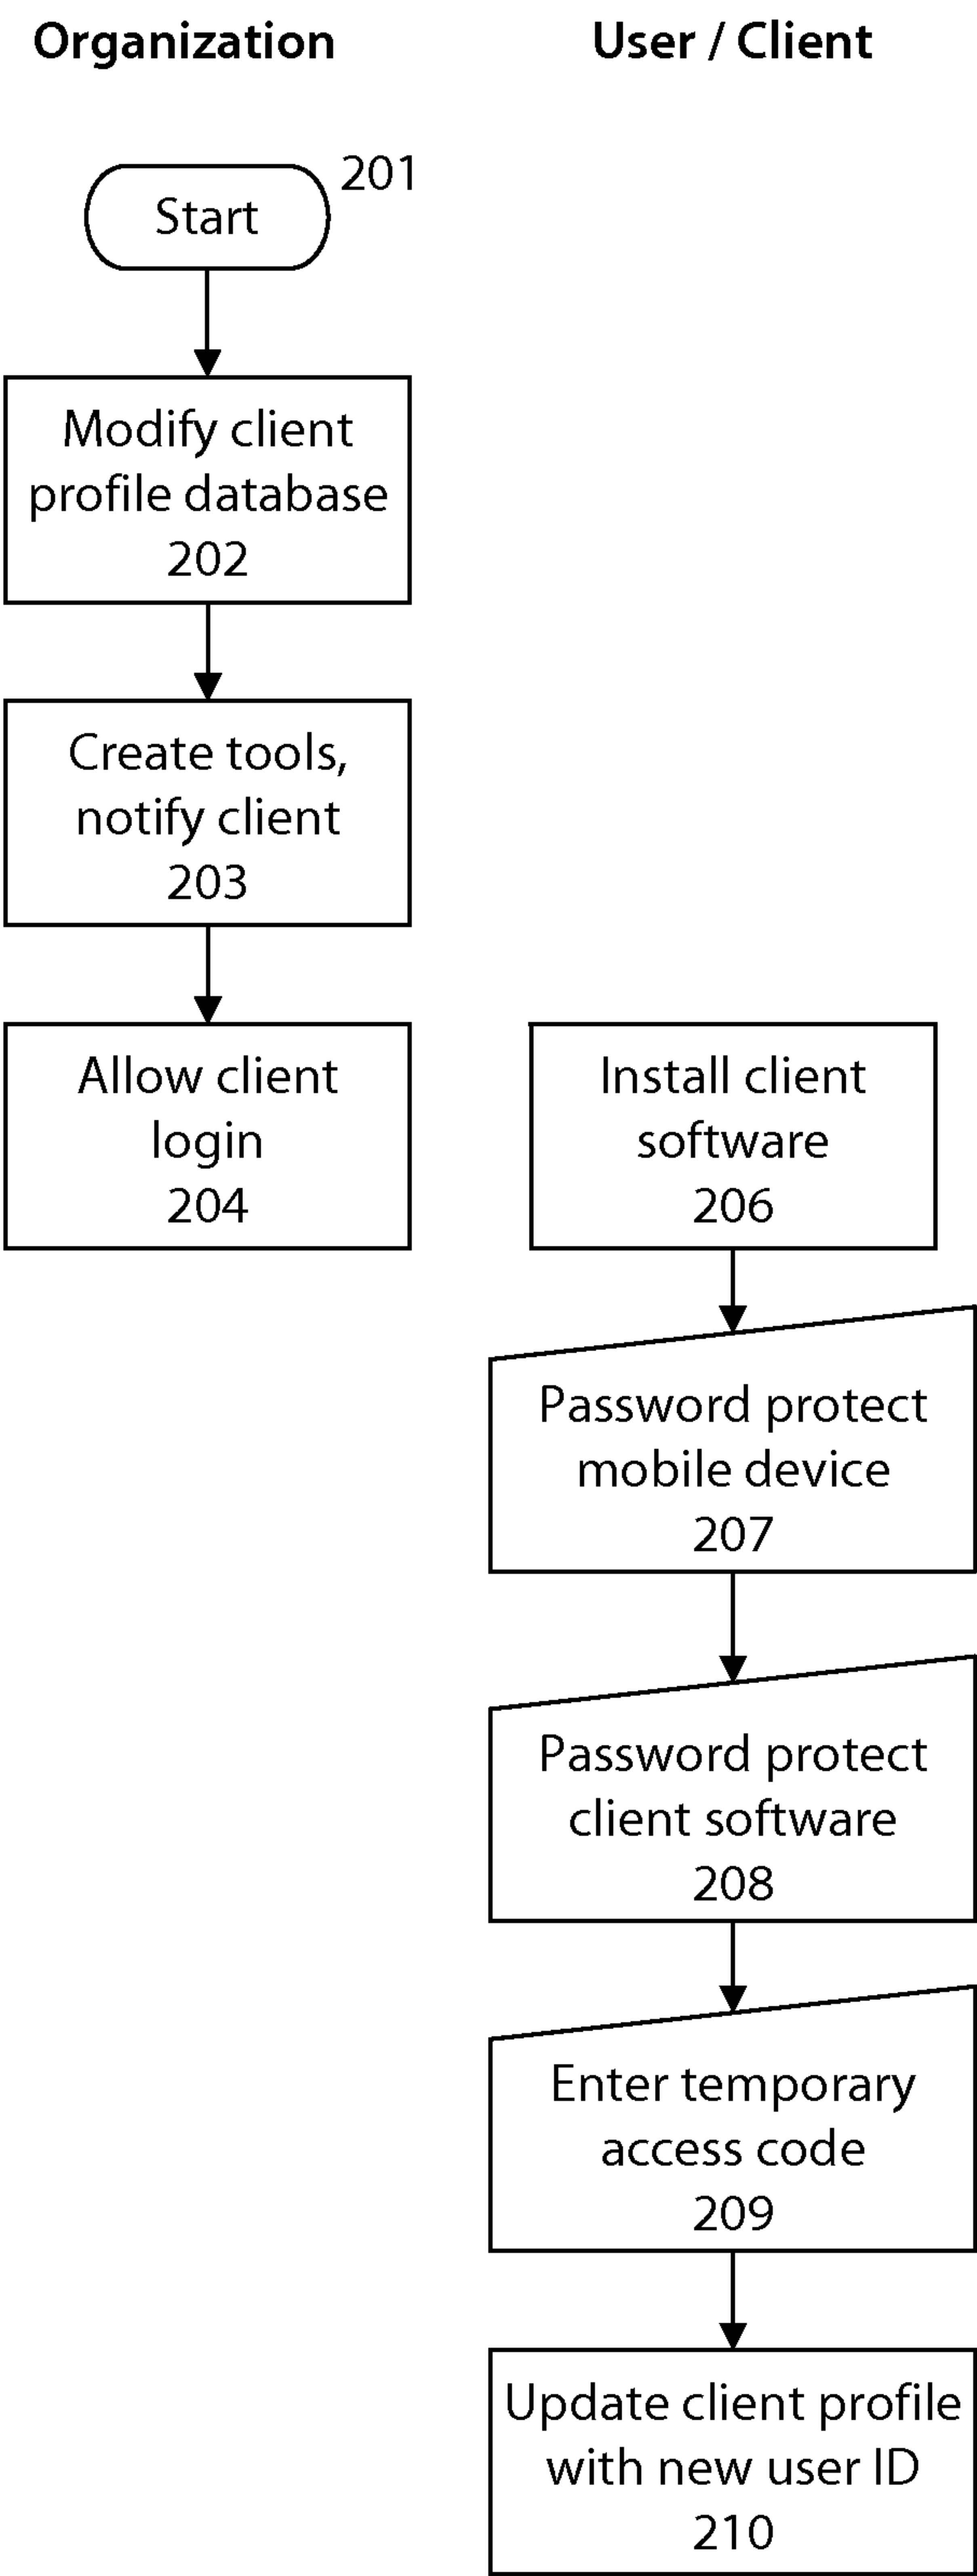 Organization
User / Client
201
Start
Modify client
profile database
202
Create tools,
notify client
203
Allow client
login
204
Install client
software
206
Password protect
mobile device
207
Password protect
client software
208
Enter temporary
access code
209
Update client profile
with new user ID
210